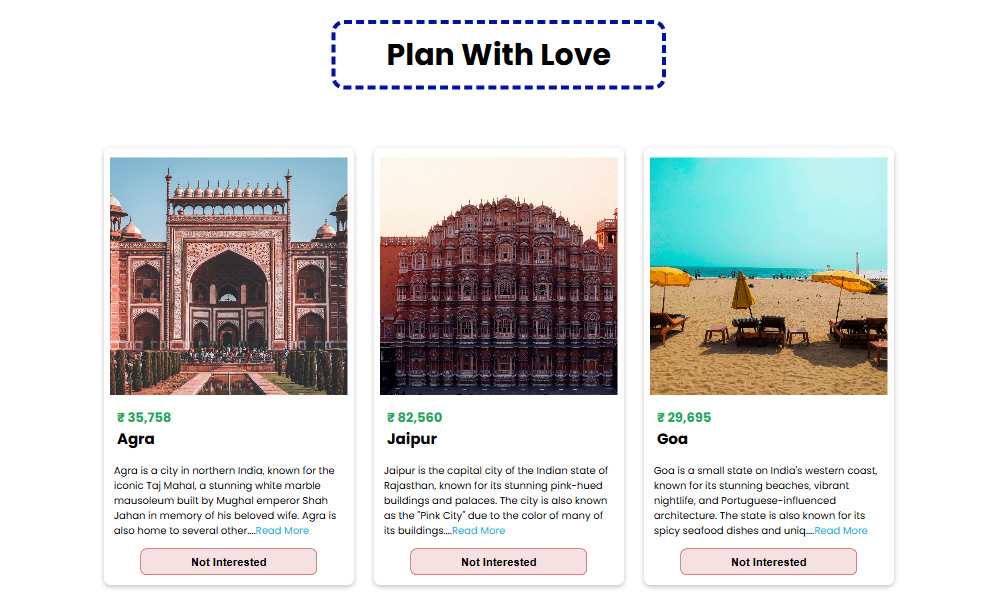 Plan With Love
₹ 35,758
Agra
Agra is a city in northern India, known for the
iconic Taj Mahal, a stunning white marble
mausoleum built by Mughal emperor Shah
Jahan in memory of his beloved wife. Agra is
also home to several other....Read More
Not Interested
₹ 82,560
Jaipur
Jaipur is the capital city of the Indian state of
Rajasthan, known for its stunning pink-hued
buildings and palaces. The city is also known
as the "Pink City" due to the color of many of
its buildings....Read More
Not Interested
₹ 29,695
Goa
Goa is a small state on India's western coast,
known for its stunning beaches, vibrant
nightlife, and Portuguese-influenced
architecture. The state is also known for its
spicy seafood dishes and uniq....Read More
Not Interested